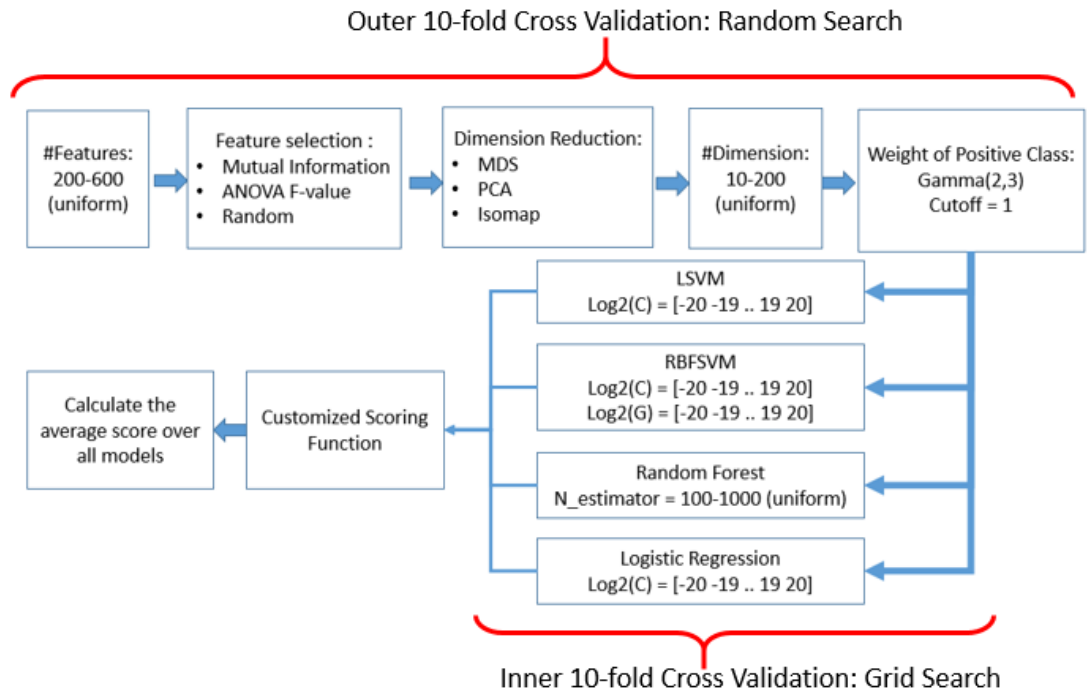 Outer 10-fold Cross Validation: Random Search
#Features:
200-600
(uniform)
Feature selection :
• Mutual Information
• ANOVA F-value
• Random
Dimension Reduction:
• MDS
• PCA
• Isomap
#Dimension:
10-200
(uniform)
Weight of Positive Class:
Gamma(2,3)
Cutoff = 1
LSVM
Log2(C) = [-20 -19 .. 19 20]
RBFSVM
Log2(C) = [-20 -19 .. 19 20]
Log2(G) = [-20 -19 .. 19 20]
Random Forest
N_estimator = 100-1000 (uniform)
Logistic Regression
Log2(C) = [-20 -19 .. 19 20]
Customized Scoring
Function
Calculate the
average score over
all models
Inner 10-fold Cross Validation: Grid Search